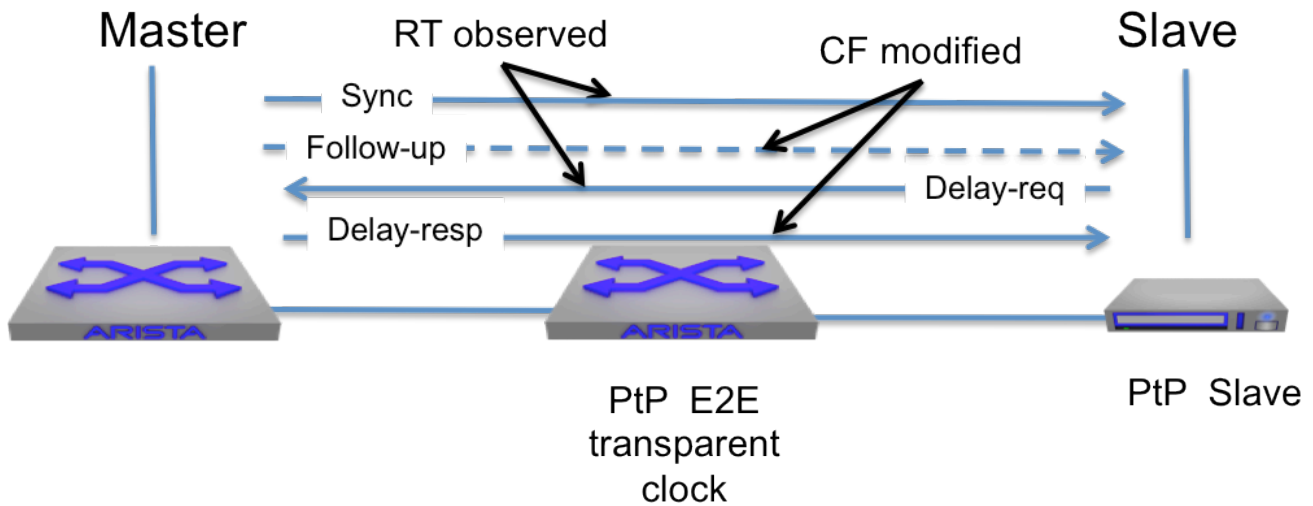 Master
RT observed
CF modified
Slave
Sync
Follow-up
Delay-req
Delay-resp
ARISTA
ARISTA
PtP E2E
transparent
clock
PtP Slave